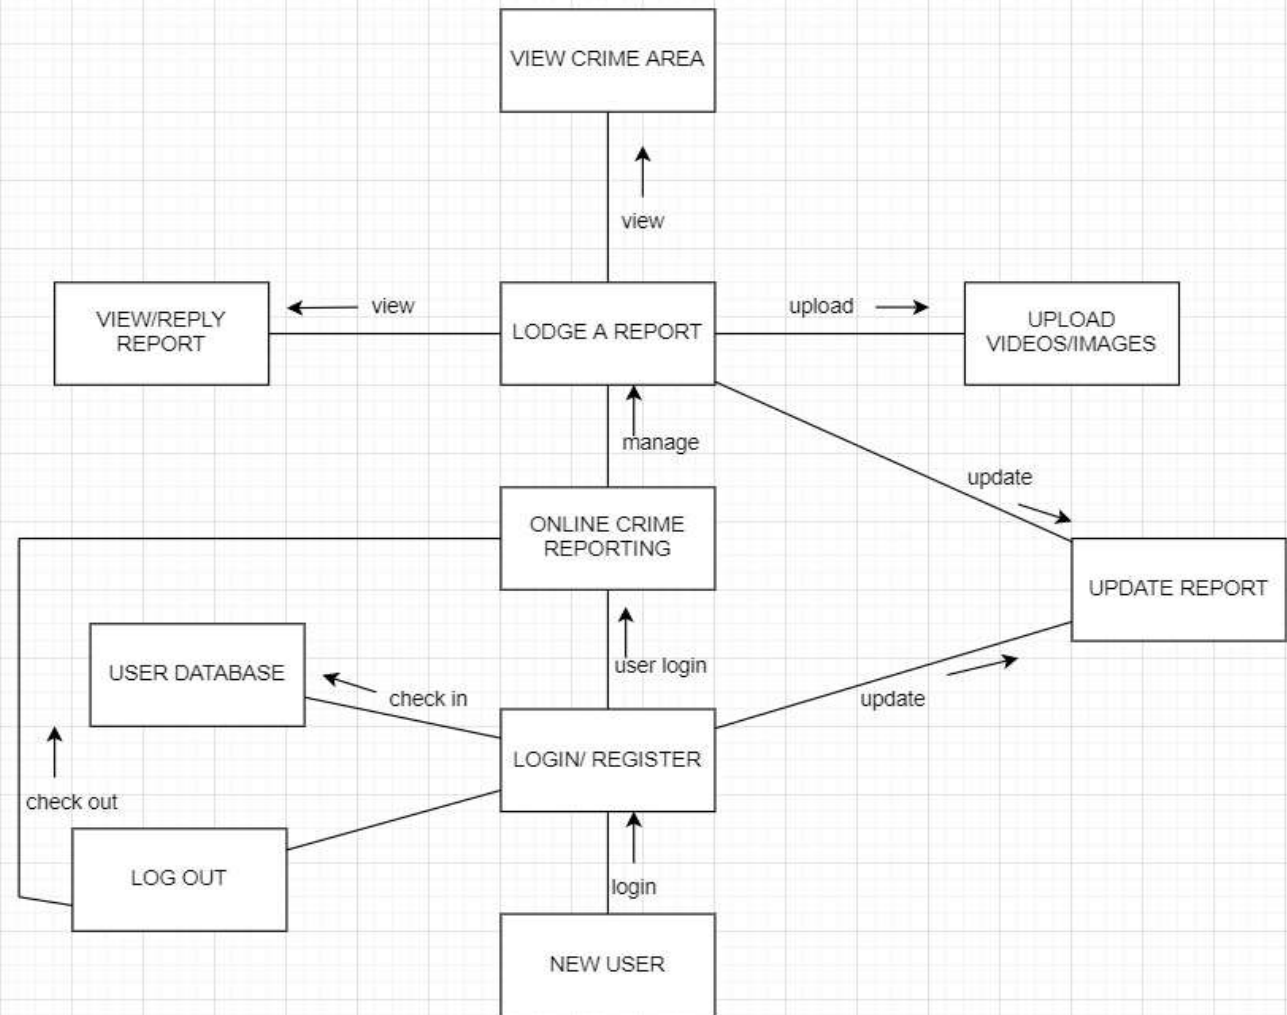 VIEW CRIME AREA
view
VIEW/REPLY
REPORT
view
LODGE A REPORT
upload
UPLOAD
VIDEOS/IMAGES
manage
update
ONLINE CRIME
REPORTING
UPDATE REPORT
USER DATABASE
check in
user login
update
LOGIN/ REGISTER
check out
LOG OUT
login
NEW USER